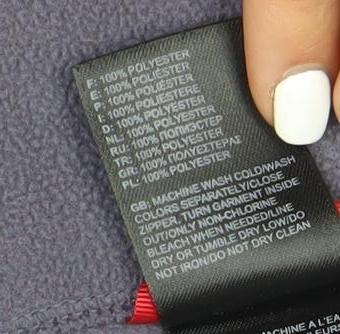 F: 100% POLYESTER
E: 100% POLIÉSTER
P: 100% POLIÉSTER
I: 100% POLIESTERE
D: 100% POLYESTER
NL: 100% POLYESTER
RU: 100% ПОЛИЭСТЕР
TR: 100% POLYESTER
GR: 100% ΠΟΛΥΕΣΤΕΡΑΣ
PL: 100% POLYESTER
GB: MACHINE WASH COLD/WASH
COLORS SEPARATELY/CLOSE
ZIPPER, TURN GARMENT INSIDE
OUT/ONLY NON-CHLORINE
BLEACH WHEN NEEDED/LINE
DRY OR TUMBLE DRY LOW/DO
NOT IRON/DO NOT DRY CLEAN
MACHINE A L'EA